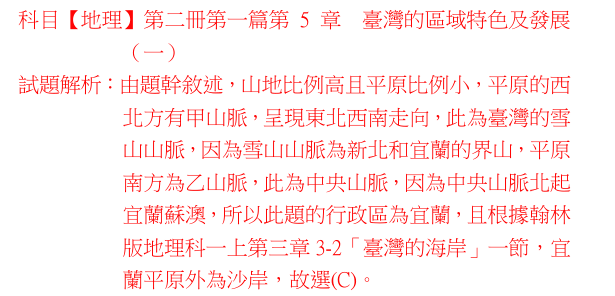 科目【地理】第二冊第一篇第 5 章　臺灣的區域特色及發展
（一）
試題解析：由題幹敘述，山地比例高且平原比例小，平原的西
北方有甲山脈，呈現東北西南走向，此為臺灣的雪
山山脈，因為雪山山脈為新北和宜蘭的界山，平原
南方為乙山脈，此為中央山脈，因為中央山脈北起
宜蘭蘇澳，所以此題的行政區為宜蘭，且根據翰林
版地理科一上第三章 3-2「臺灣的海岸」一節，宜
蘭平原外為沙岸，故選(C)。